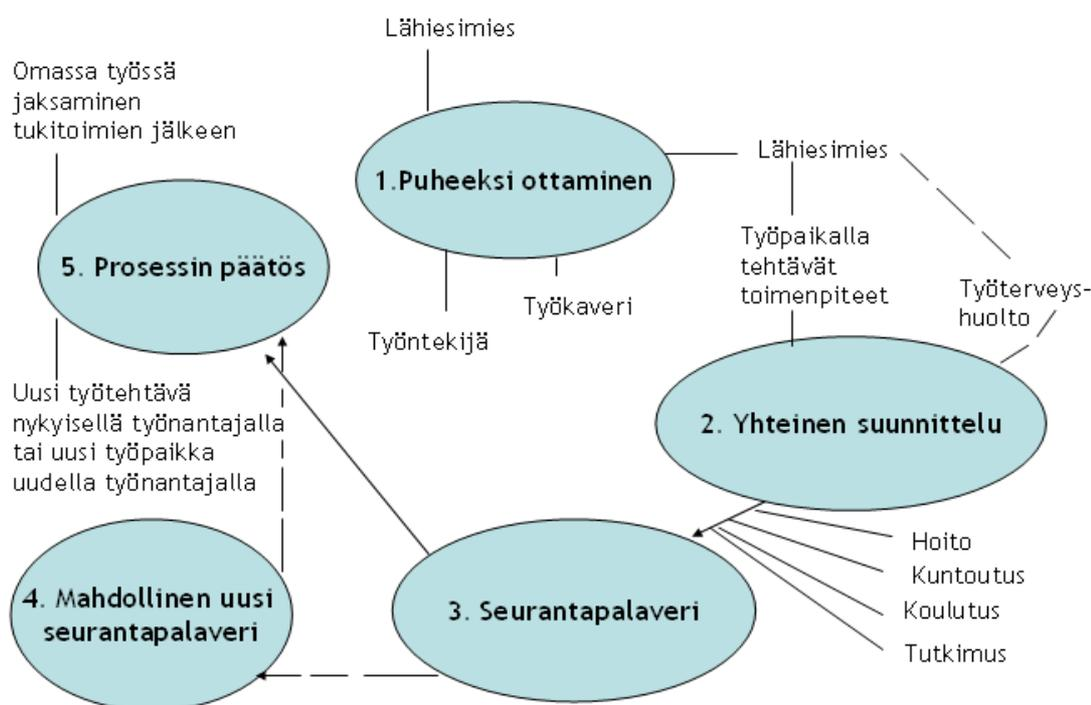 Lähiesimies
1.Puheeksi ottaminen
Työntekijä
Työkaveri
Lähiesimies
Työpaikalla
tehtävät
toimenpiteet
Työterveys-
huolto
2. Yhteinen suunnittelu
Hoito
Kuntoutus
Koulutus
Tutkimus
3. Seurantapalaveri
4. Mahdollinen uusi
seurantapalaveri
Omassa työssä
jaksaminen
tukitoimien jälkeen
5. Prosessin päätös
Uusi työtehtävä
nykyisellä työnantajalla
tai uusi työpaikka
uudella työnantajalla